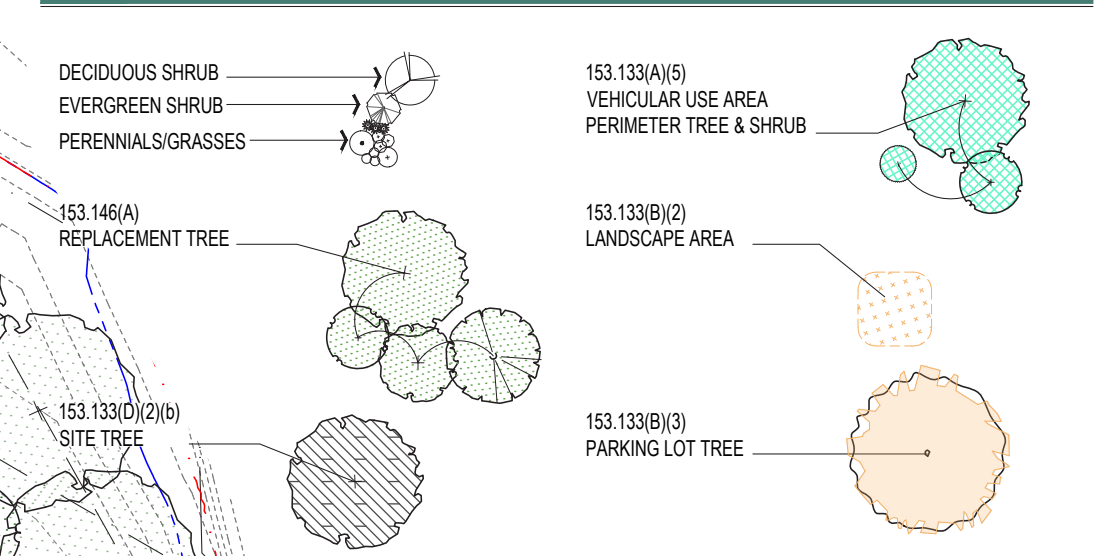 DECIDUOUS SHRUB
EVERGREEN SHRUB
PERENNIALS/GRASSES
153.146(A)
REPLACEMENT TREE
153.133(D)(2)(b)
SITE TREE
153.133(A)(5)
VEHICULAR USE AREA
PERIMETER TREE & SHRUB
153.133(B)(2)
LANDSCAPE AREA
153.133(B)(3)
PARKING LOT TREE